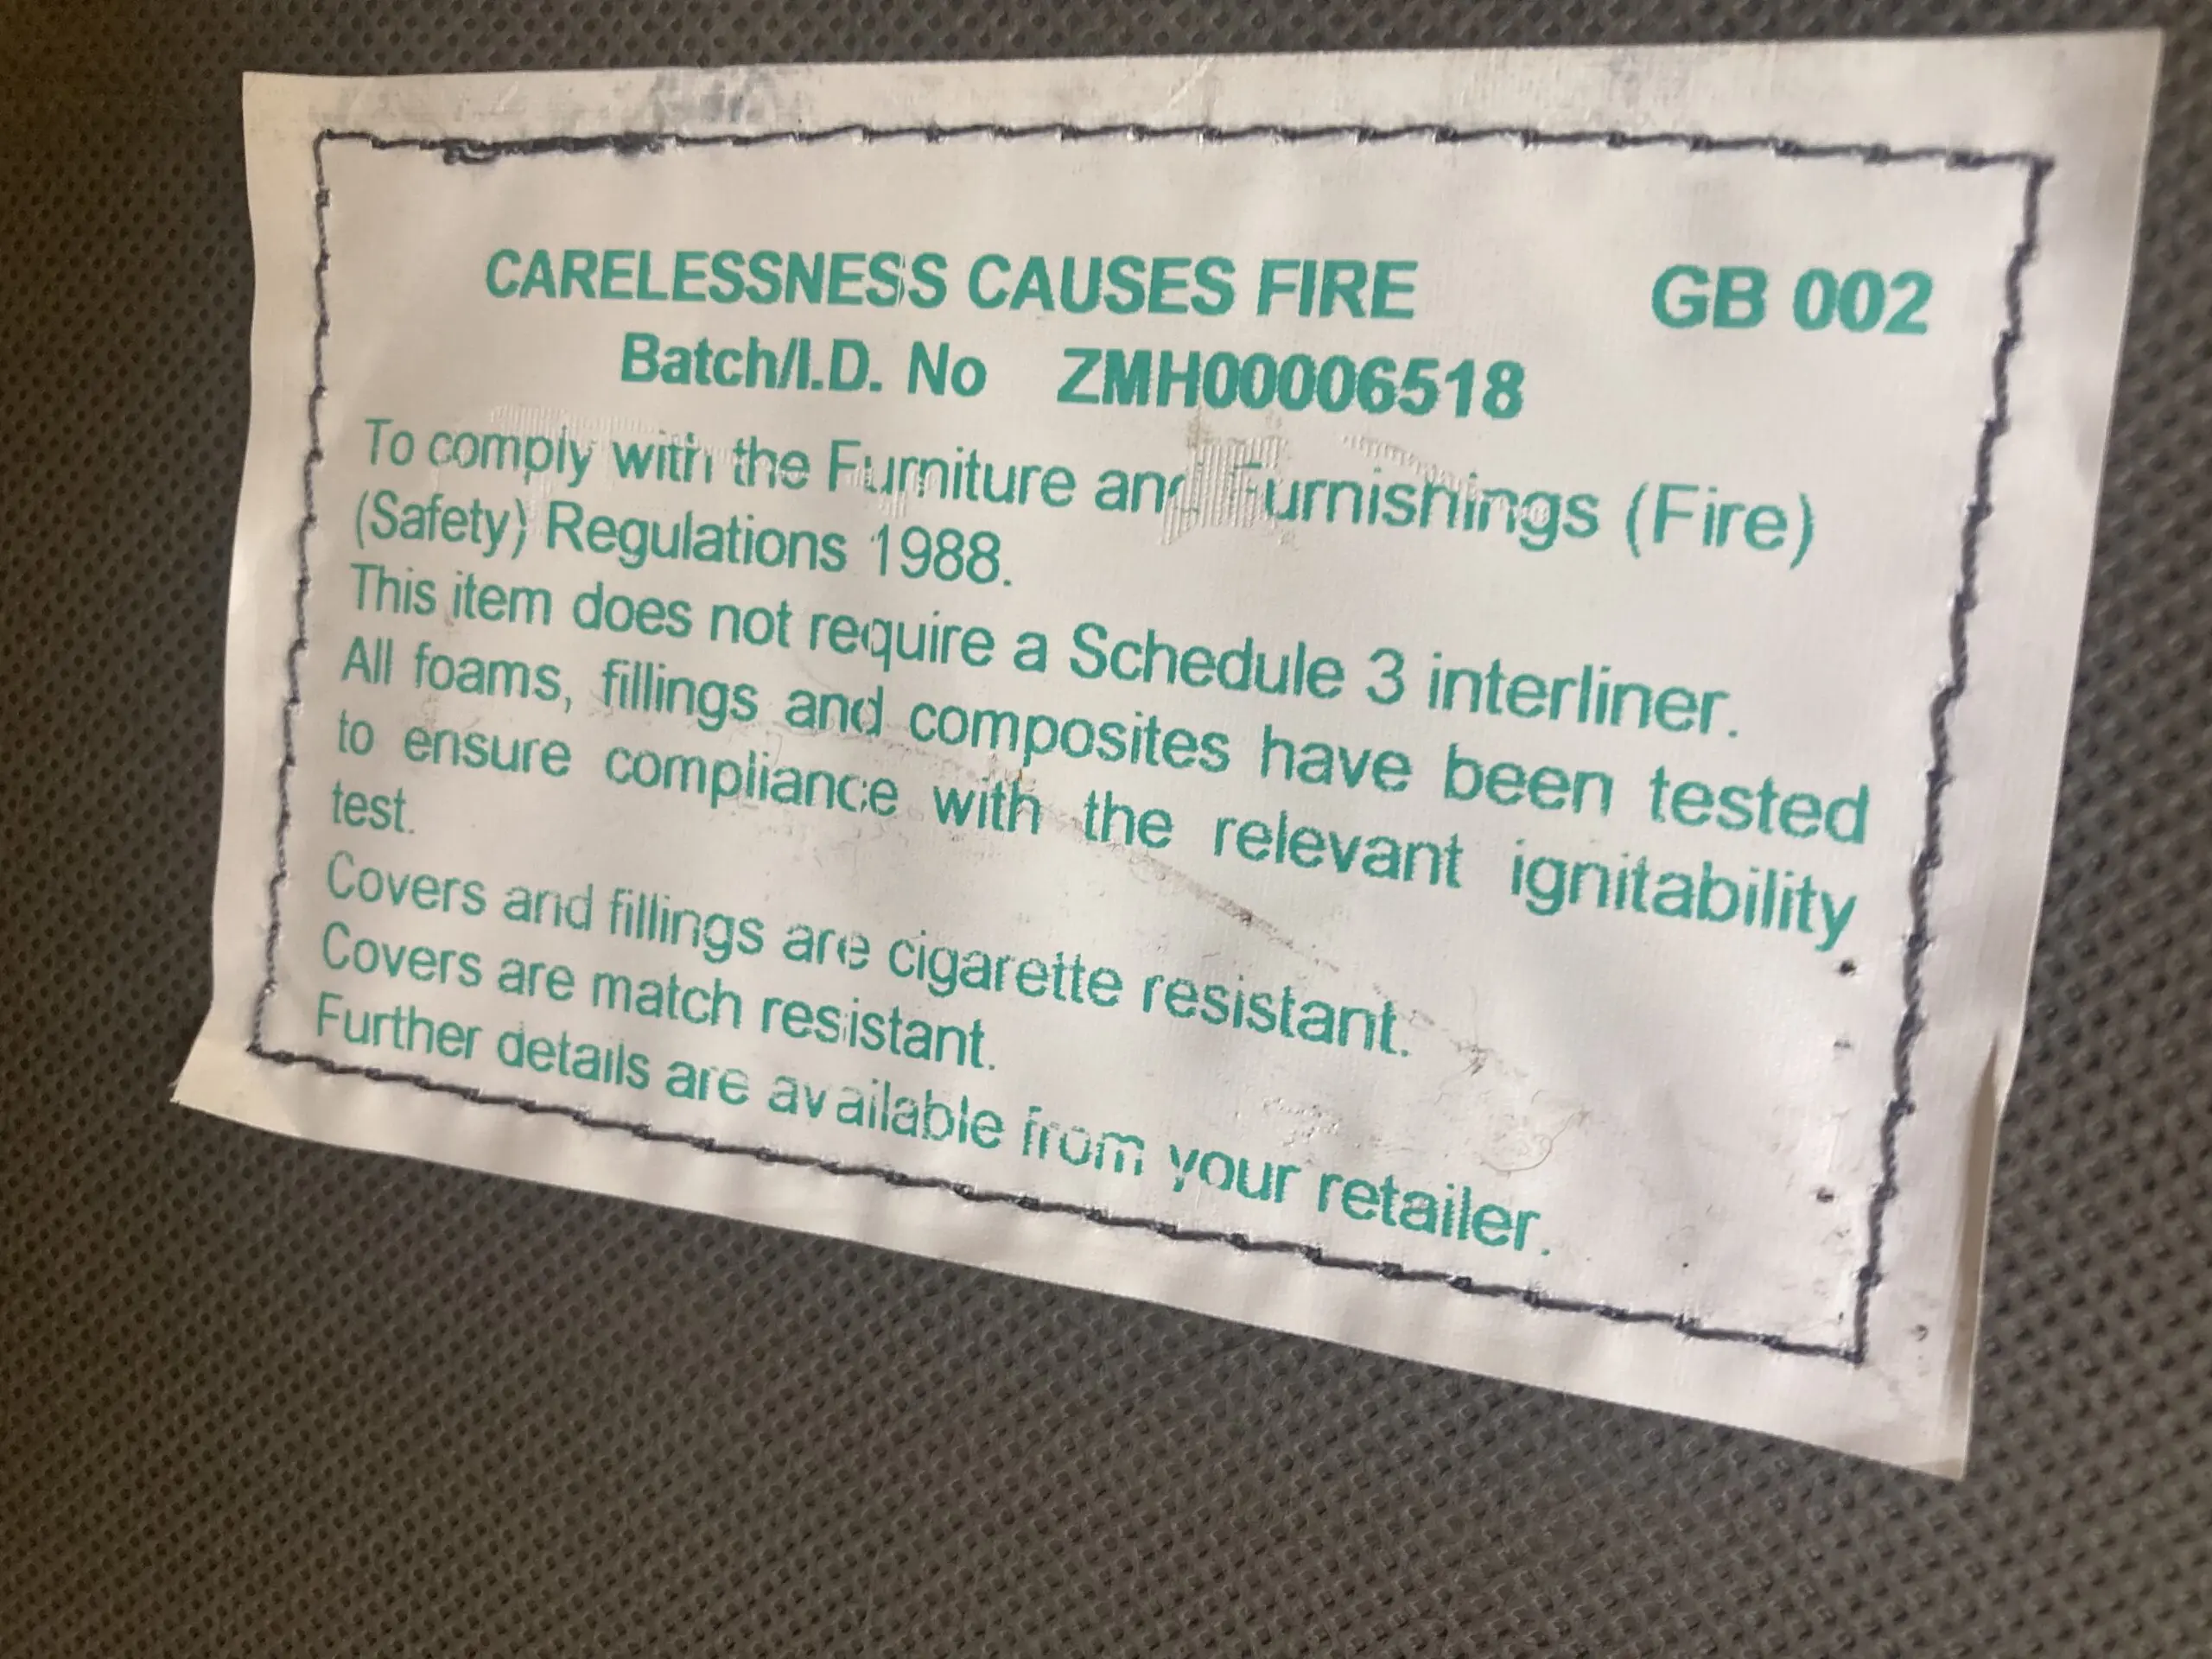 CARELESSNESS CAUSES FIRE GB 002
Batch/I.D. No ZMH00006518
To comply with the Furniture and Furnishings (Fire)
(Safety) Regulations 1988.
This item does not require a Schedule 3 interliner.
All foams, fillings and composites have been tested
to ensure compliance with the relevant ignitability
test.
Covers and fillings are cigarette resistant.
Covers are match resistant.
Further details are available from your retailer.